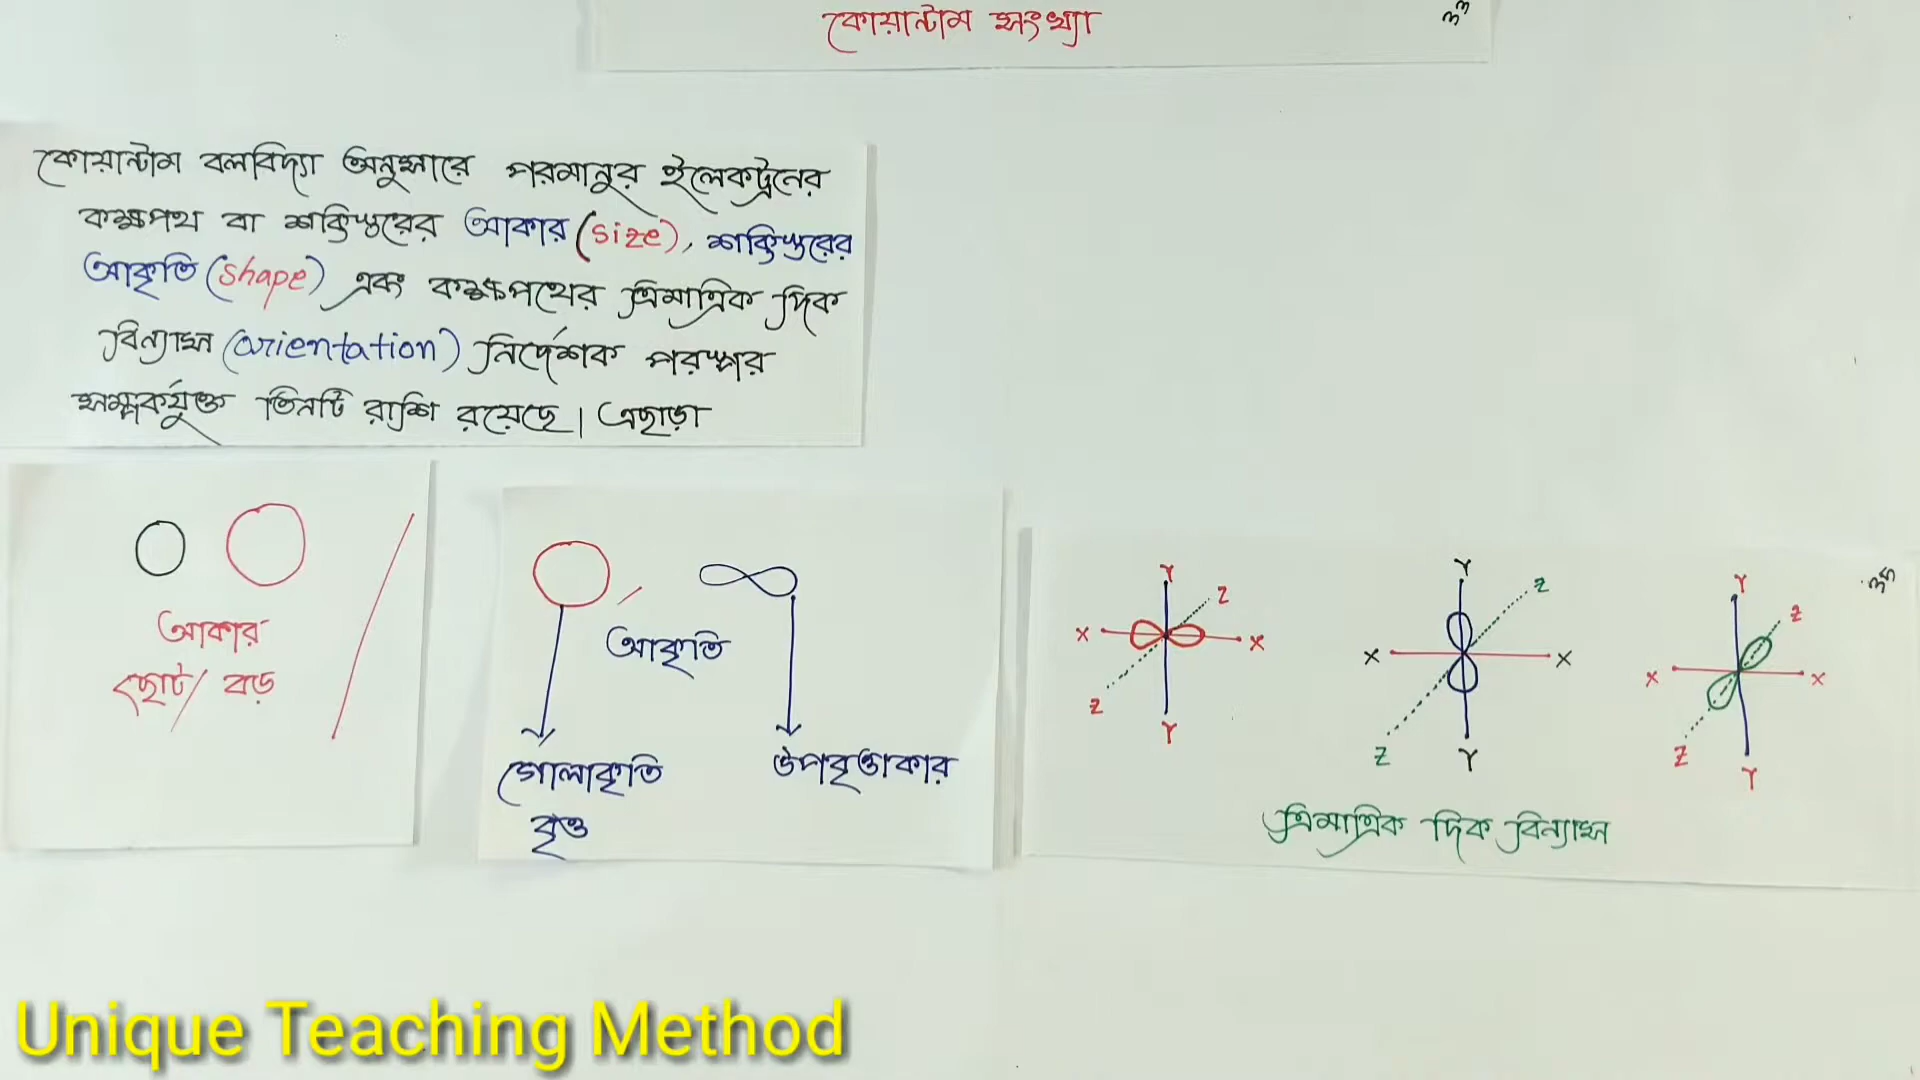 কোয়ান্টাম সংখ্যা
৩৩
কোয়ান্টাম বলবিদ্যা অনুসারে পরমানুর ইলেকট্রনের
কক্ষপথ বা শক্তিস্তরের আকার (size), শক্তিস্তরের
আকৃতি (shape) এবং কক্ষপথের ত্রিমাত্রিক দিক
বিন্যাস (orientation) নির্দেশক পরস্পর
সম্পর্কযুক্ত তিনটি রাশি রয়েছে। এছাড়া
আকার
ছোট/ বড়
আকৃতি
গোলাকৃতি
বৃত্ত
উপবৃত্তাকার
Y
Z
X X
Z
Y
Y
Z
X X
Z
Y
Y
Z
X X
Z
Y
ত্রিমাত্রিক দিক বিন্যাস
Unique Teaching Method